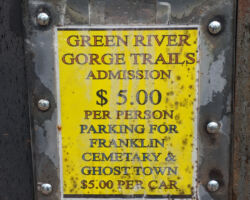 GREEN RIVER
GORGE TRAILS
ADMISSION
$ 5.00
PER PERSON
PARKING FOR
FRANKLIN
CEMETARY &
GHOST TOWN
$5.00 PER CAR